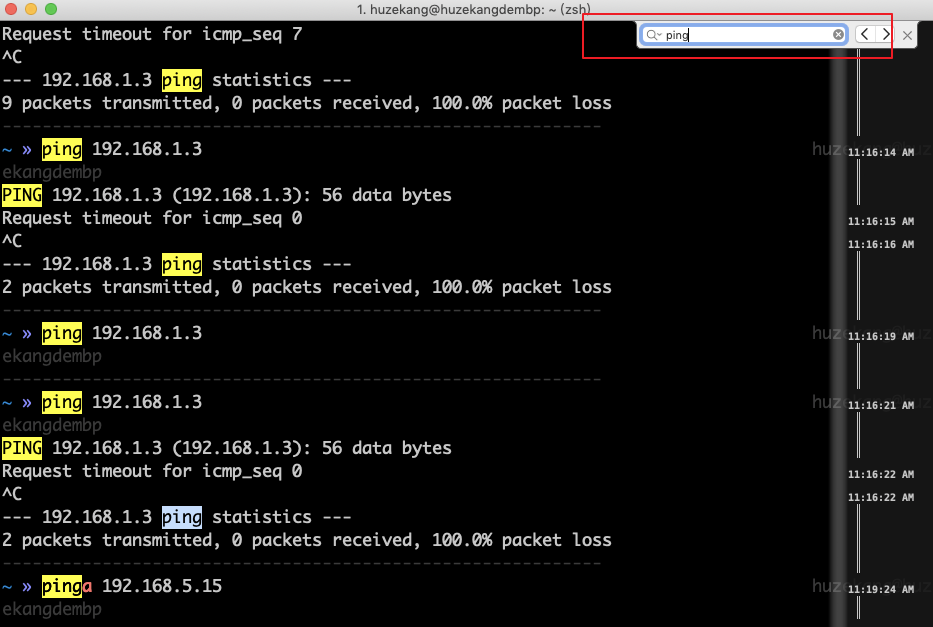 1. huzekang@huzekangdembp: ~ (zsh)
ping
Request timeout for icmp_seq 7
^C
--- 192.168.1.3 ping statistics ---
9 packets transmitted, 0 packets received, 100.0% packet loss
~ » ping 192.168.1.3 huz 11:16:14 AM
ekangdembp
PING 192.168.1.3 (192.168.1.3): 56 data bytes
Request timeout for icmp_seq 0 11:16:15 AM
^C 11:16:16 AM
--- 192.168.1.3 ping statistics ---
2 packets transmitted, 0 packets received, 100.0% packet loss
~ » ping 192.168.1.3 huz 11:16:19 AM
ekangdembp
~ » ping 192.168.1.3 huz 11:16:21 AM
ekangdembp
PING 192.168.1.3 (192.168.1.3): 56 data bytes
Request timeout for icmp_seq 0 11:16:22 AM
^C 11:16:22 AM
--- 192.168.1.3 ping statistics ---
2 packets transmitted, 0 packets received, 100.0% packet loss
~ » pinga 192.168.5.15 huz 11:19:24 AM
ekangdembp